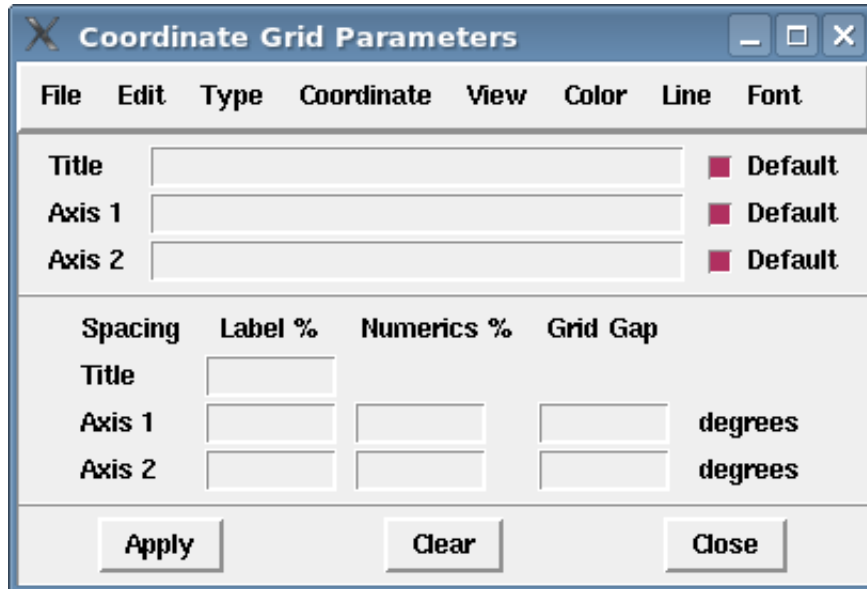 Coordinate Grid Parameters
File Edit Type Coordinate View Color Line Font
Title Default
Axis 1 Default
Axis 2 Default
Spacing Label % Numerics % Grid Gap
Title
Axis 1 degrees
Axis 2 degrees
Apply Clear Close